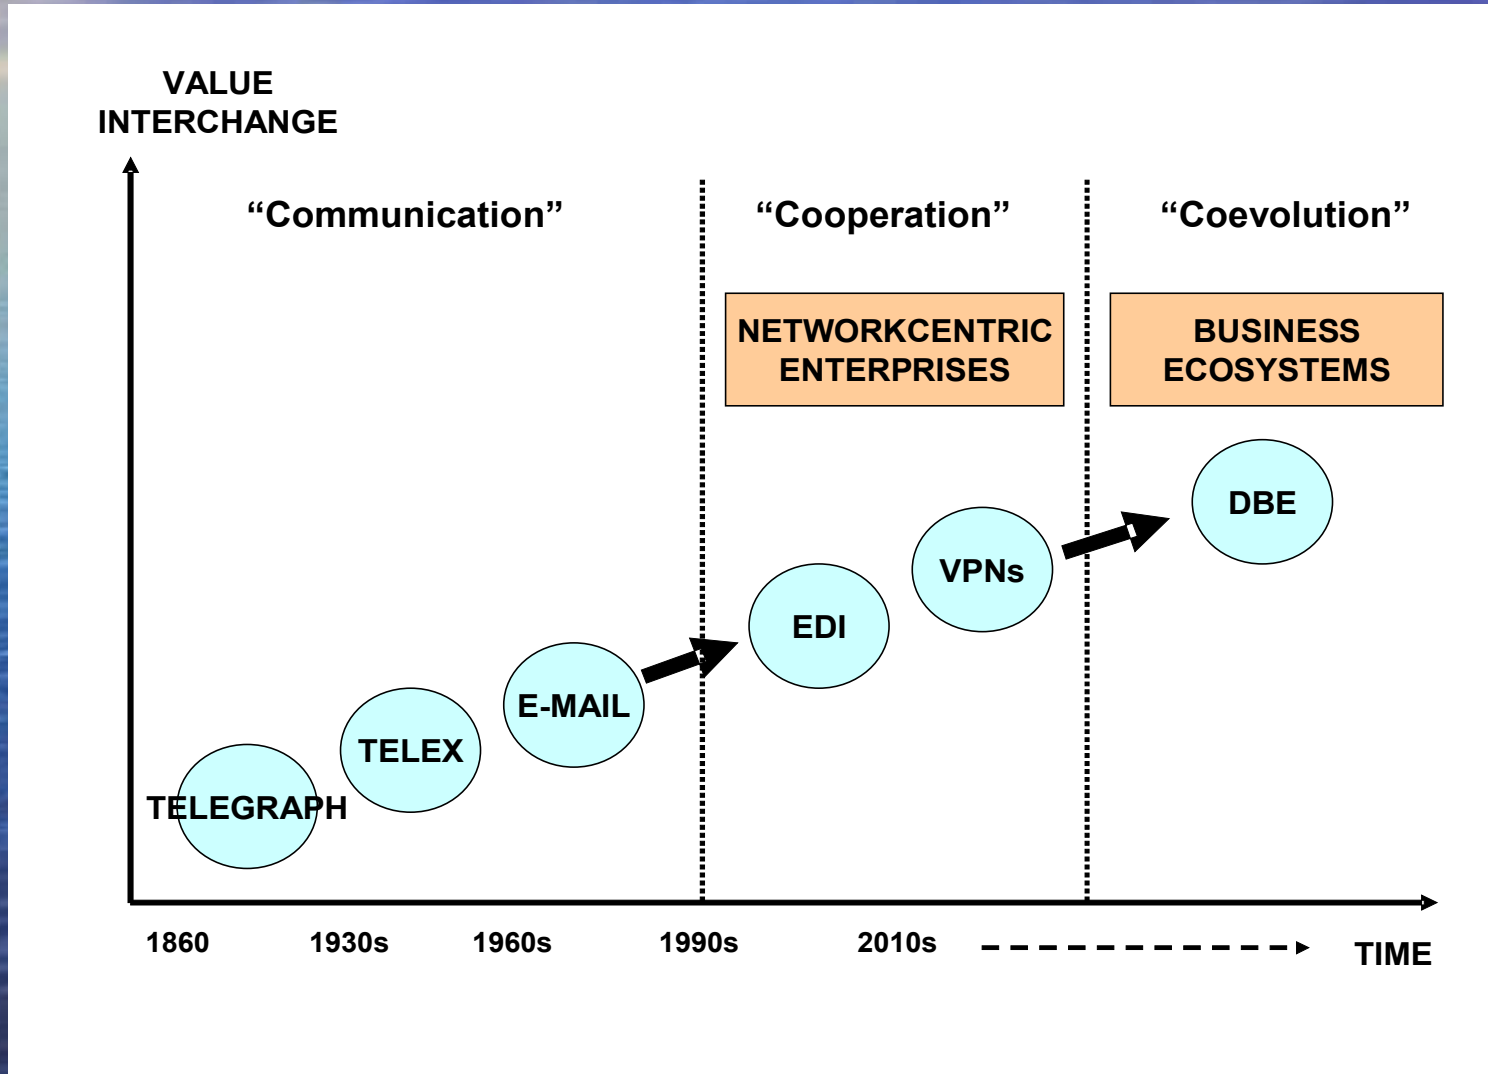 VALUE
INTERCHANGE
“Communication”
“Cooperation”
“Coevolution”
NETWORKCENTRIC
ENTERPRISES
BUSINESS
ECOSYSTEMS
DBE
VPNs
EDI
E-MAIL
TELEX
TELEGRAPH
1860 1930s 1960s 1990s 2010s
TIME